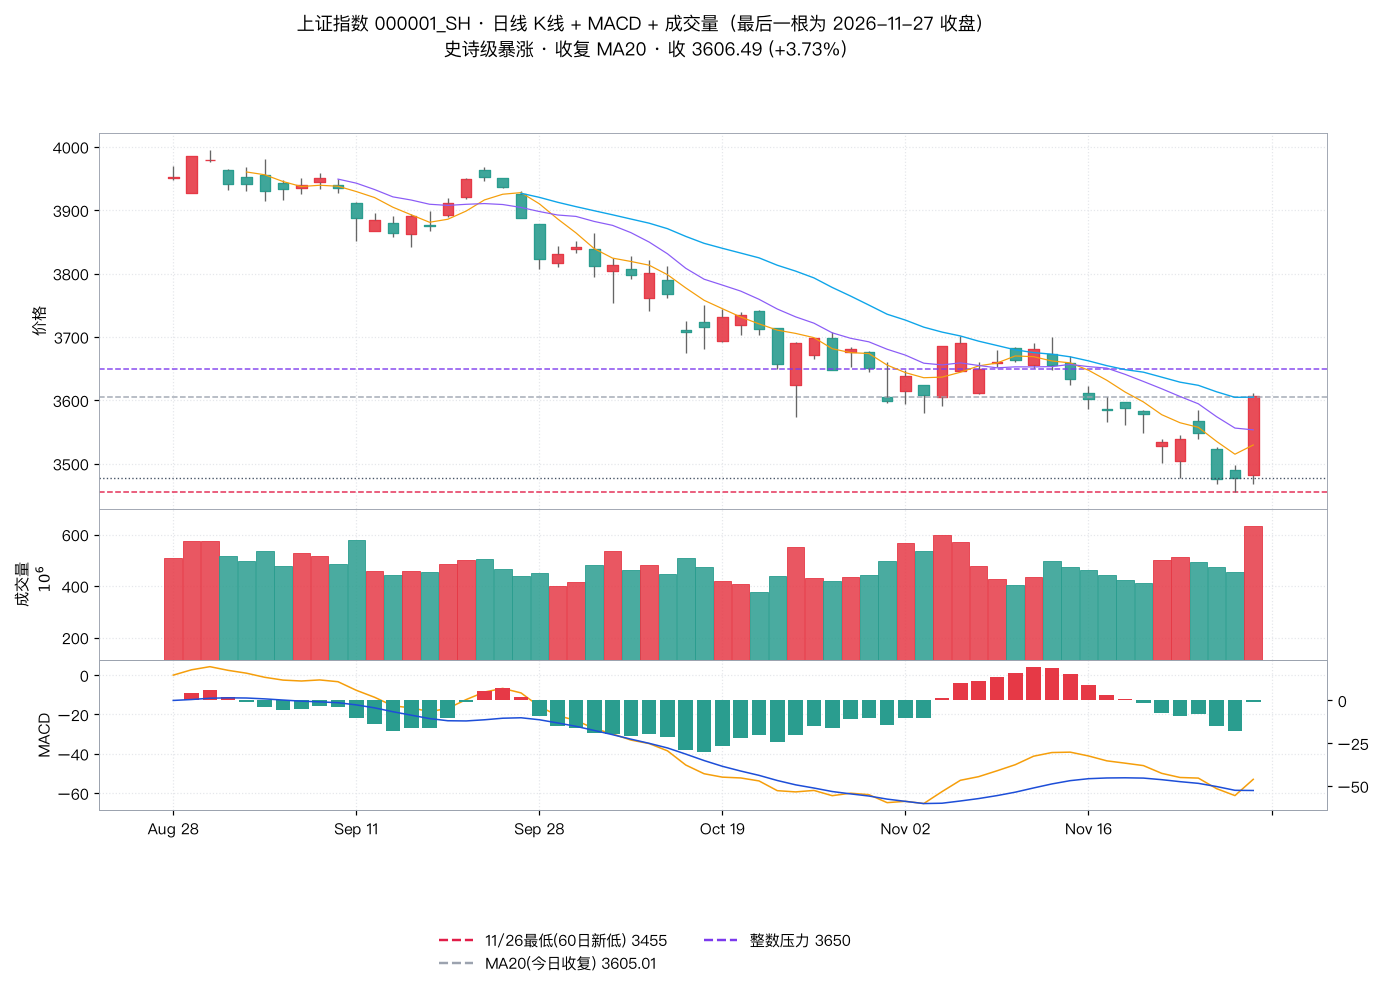 上证指数 000001_SH · 日线 K线 + MACD + 成交量（最后一根为 2026−11−27 收盘）
史诗级暴涨 · 收复 MA20 · 收 3606.49 (+3.73%)
价格
4000
3900
3800
3700
3600
3500
成交量
10⁶
600
400
200
MACD
0
−20
−40
−60
0
−25
−50
Aug 28
Sep 11
Sep 28
Oct 19
Nov 02
Nov 16
11/26最低(60日新低) 3455
整数压力 3650
MA20(今日收复) 3605.01